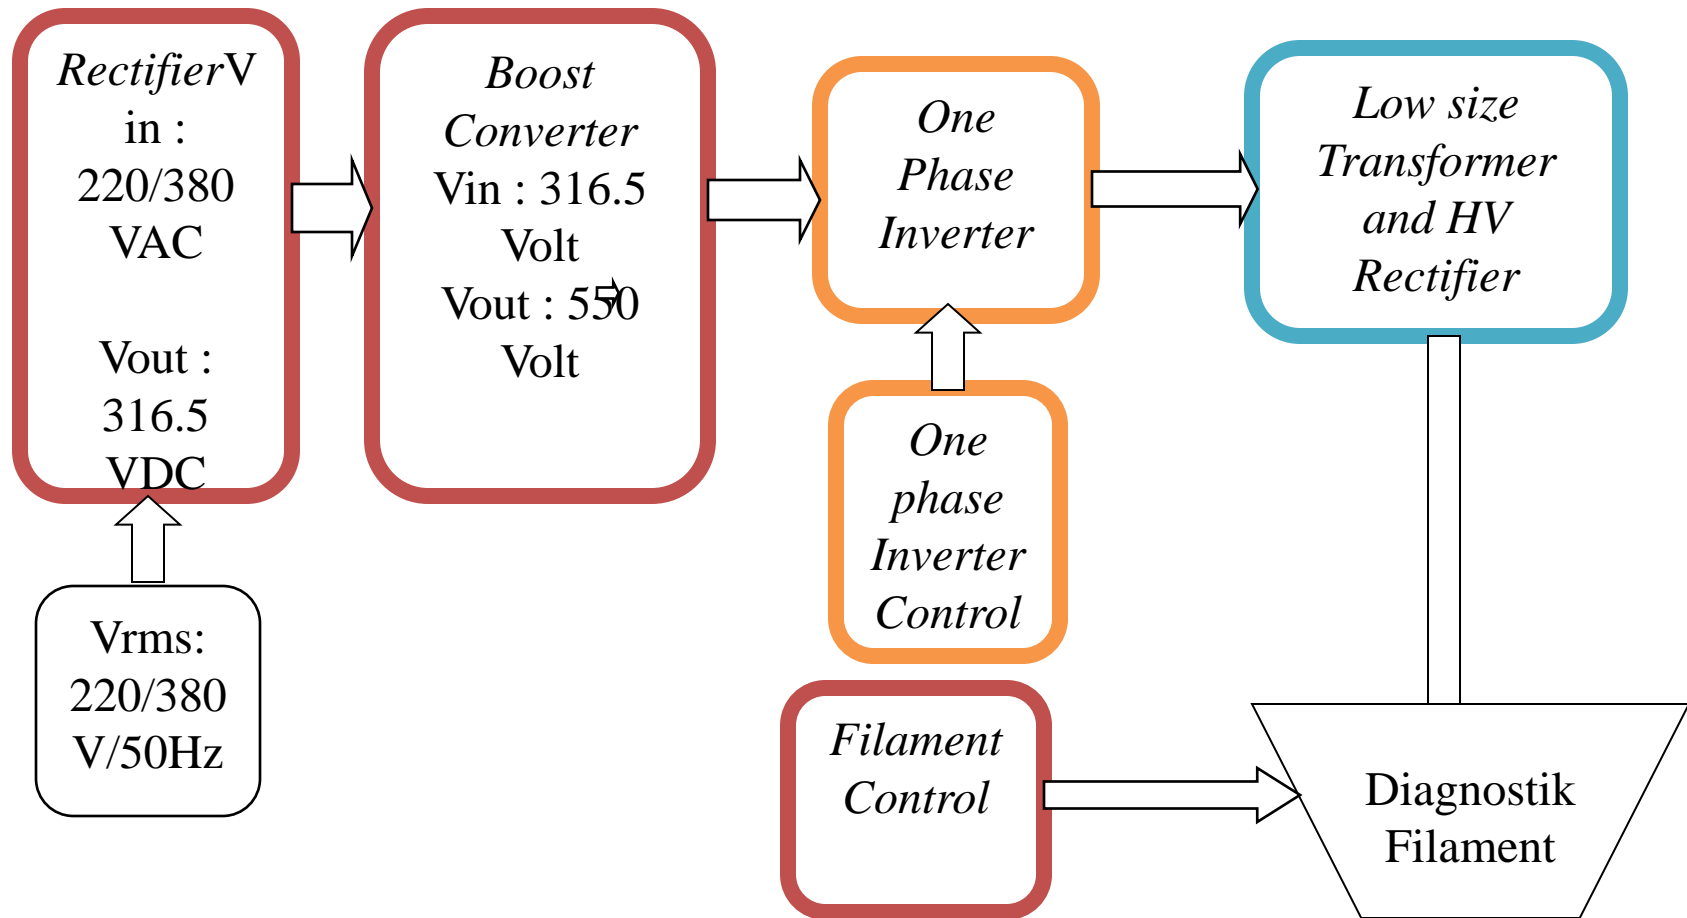 RectifierV
in :
220/380
VAC
Vout :
316.5
VDC
Boost
Converter
Vin : 316.5
Volt
Vout : 550
Volt
One
Phase
Inverter
Low size
Transformer
and HV
Rectifier
One
phase
Inverter
Control
Vrms:
220/380
V/50Hz
Filament
Control
Diagnostik
Filament